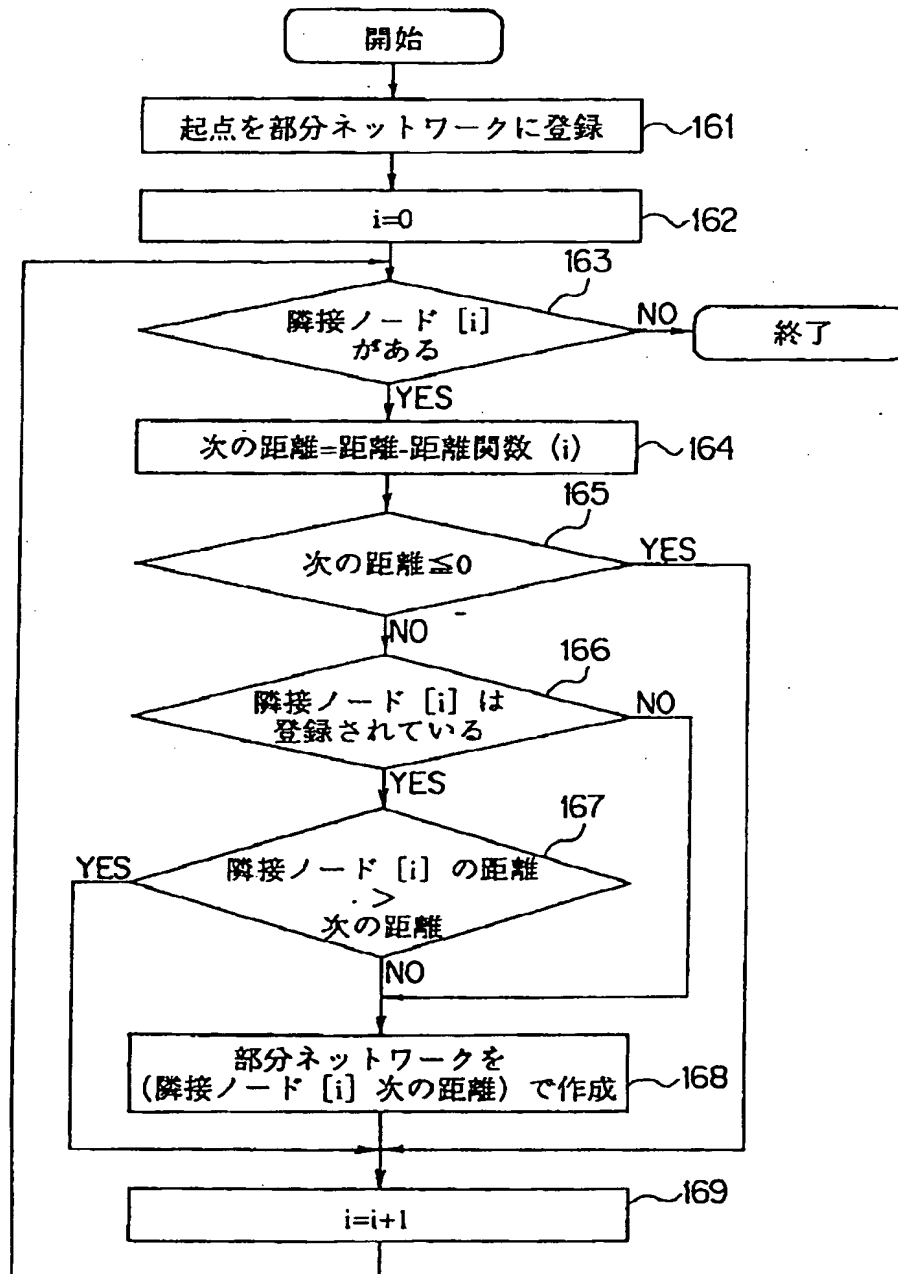 開始
起点を部分ネットワークに登録
161
i=0
162
163
隣接ノード [i]
がある
NO
終了
YES
次の距離=距離-距離関数 (i)
164
165
次の距離≦0
YES
NO
166
隣接ノード [i] は
登録されている
NO
YES
167
YES
隣接ノード [i] の距離
>
次の距離
NO
部分ネットワークを
(隣接ノード [i] 次の距離) で作成
168
i=i+1
169